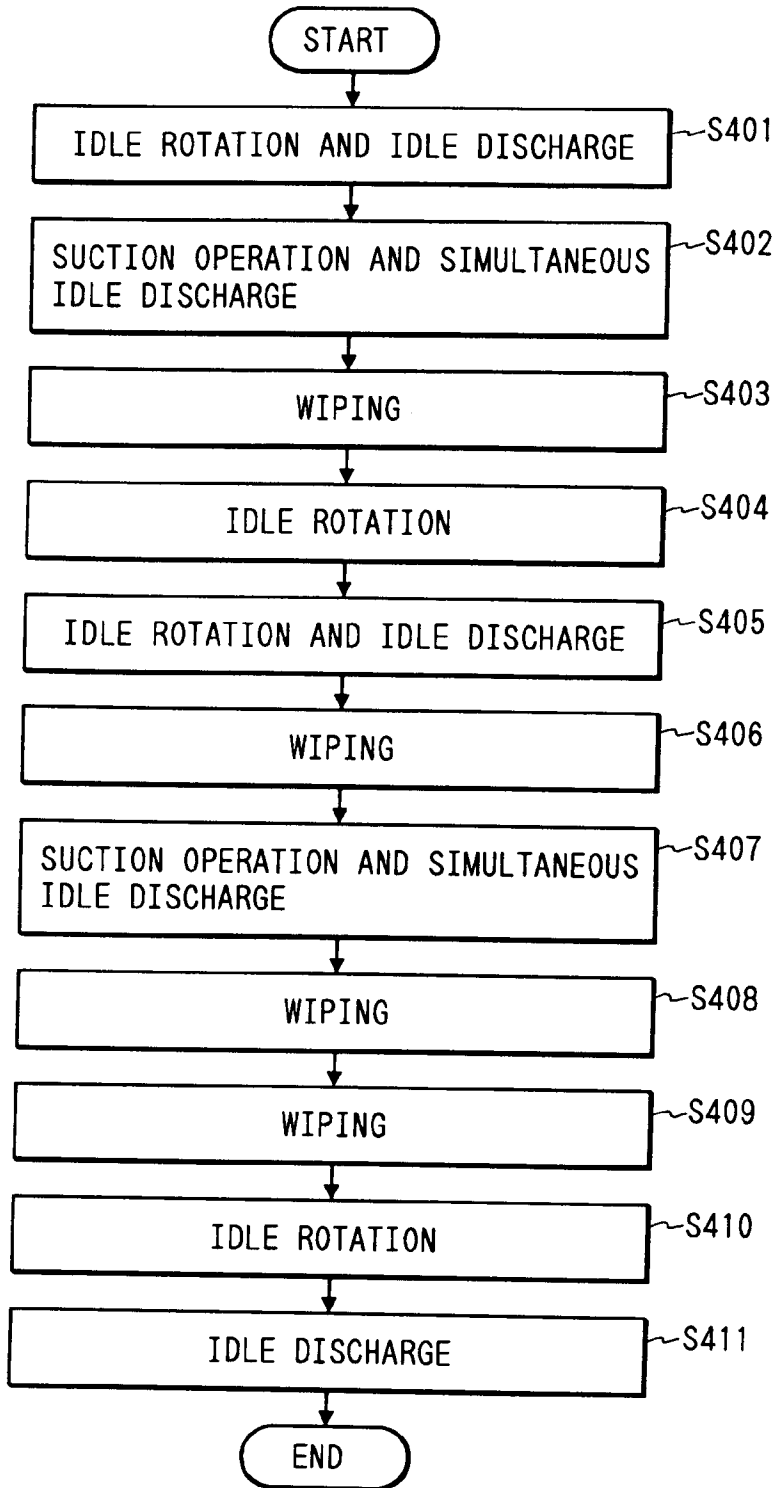 START
IDLE ROTATION AND IDLE DISCHARGE
S401
SUCTION OPERATION AND SIMULTANEOUS
IDLE DISCHARGE
S402
WIPING
S403
IDLE ROTATION
S404
IDLE ROTATION AND IDLE DISCHARGE
S405
WIPING
S406
SUCTION OPERATION AND SIMULTANEOUS
IDLE DISCHARGE
S407
WIPING
S408
WIPING
S409
IDLE ROTATION
S410
IDLE DISCHARGE
S411
END